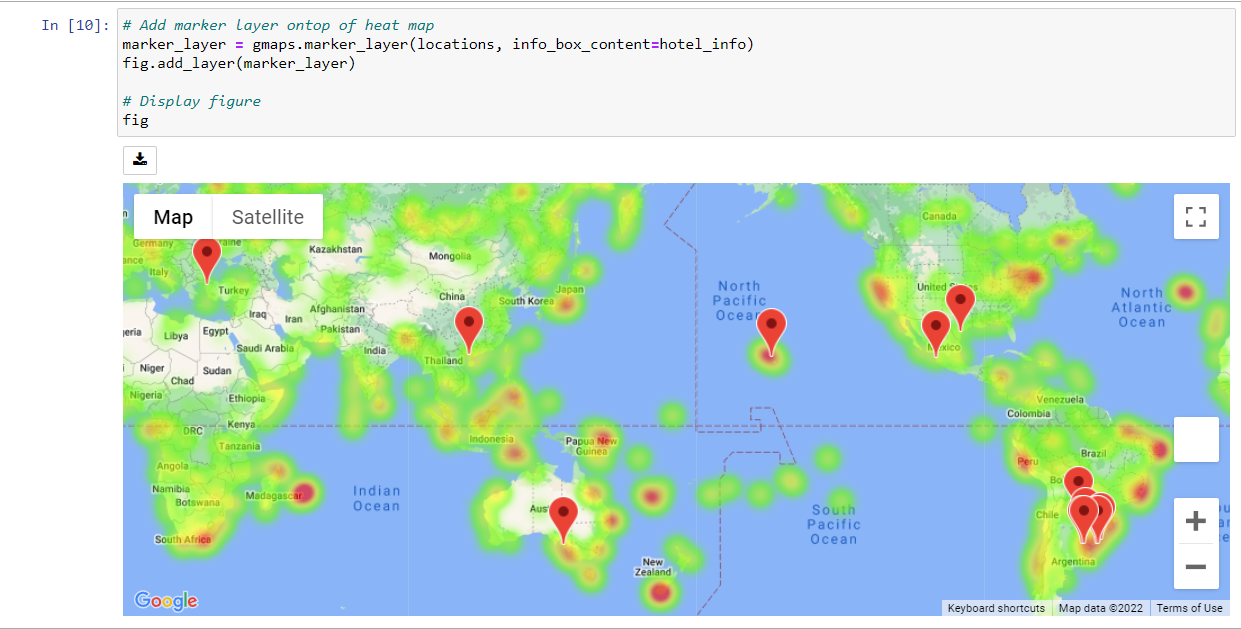 In [10]:
# Add marker layer ontop of heat map
marker_layer = gmaps.marker_layer(locations, info_box_content=hotel_info)
fig.add_layer(marker_layer)
# Display figure
fig
Map
Satellite
Canada
Germany
Kazakhstan
Mongolia
Italy
Turkey
China
South Korea
Japan
North
Pacific
Ocean
United
North
Atlantic
Ocean
Iraq
Iran
Afghanistan
Pakistan
Libya
Egypt
Saudi Arabia
India
Thailand
Mexico
Niger
Chad
Sudan
Nigeria
Ethiopia
Venezuela
Colombia
DRC
Kenya
Tanzania
Indonesia
Papua New
Guinea
Brazil
Peru
Angola
Namibia
Botswana
Madagascar
Indian
Ocean
South
Pacific
Ocean
Chile
South Africa
New
Zealand
Argentina
Google
Keyboard shortcuts
Map data ©2022
Terms of Use